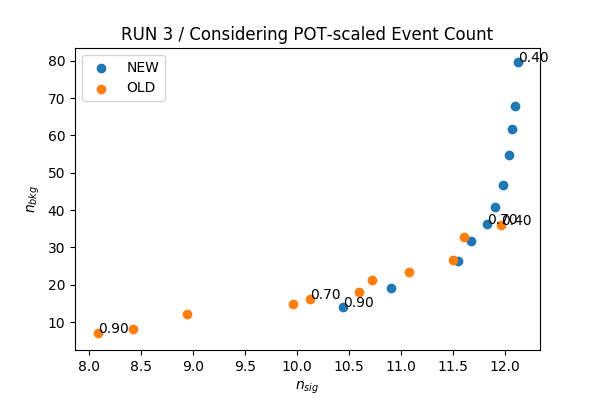 RUN 3 / Considering POT-scaled Event Count
NEW
OLD
0.40
0.70
0.40
0.70
0.90
0.90
80
70
60
50
40
30
20
10
n_bkg
8.0 8.5 9.0 9.5 10.0 10.5 11.0 11.5 12.0
n_sig